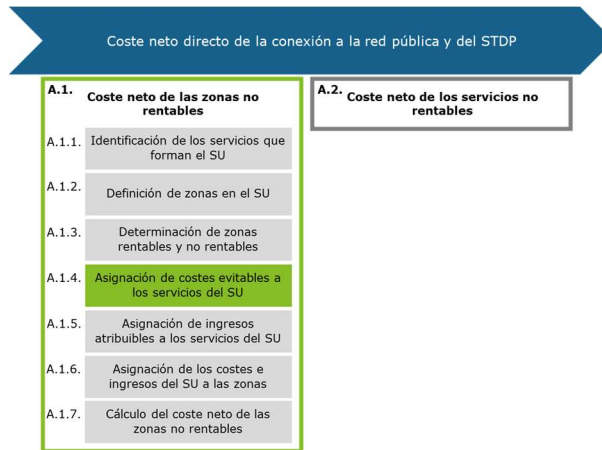 Coste neto directo de la conexión a la red pública y del STDP
A.1. Coste neto de las zonas no
rentables
A.1.1. Identificación de los servicios que
forman el SU
A.1.2. Definición de zonas en el SU
A.1.3. Determinación de zonas
rentables y no rentables
A.1.4. Asignación de costes evitables a
los servicios del SU
A.1.5. Asignación de ingresos
atribuibles a los servicios del SU
A.1.6. Asignación de los costes e
ingresos del SU a las zonas
A.1.7. Cálculo del coste neto de las
zonas no rentables
A.2. Coste neto de los servicios no
rentables